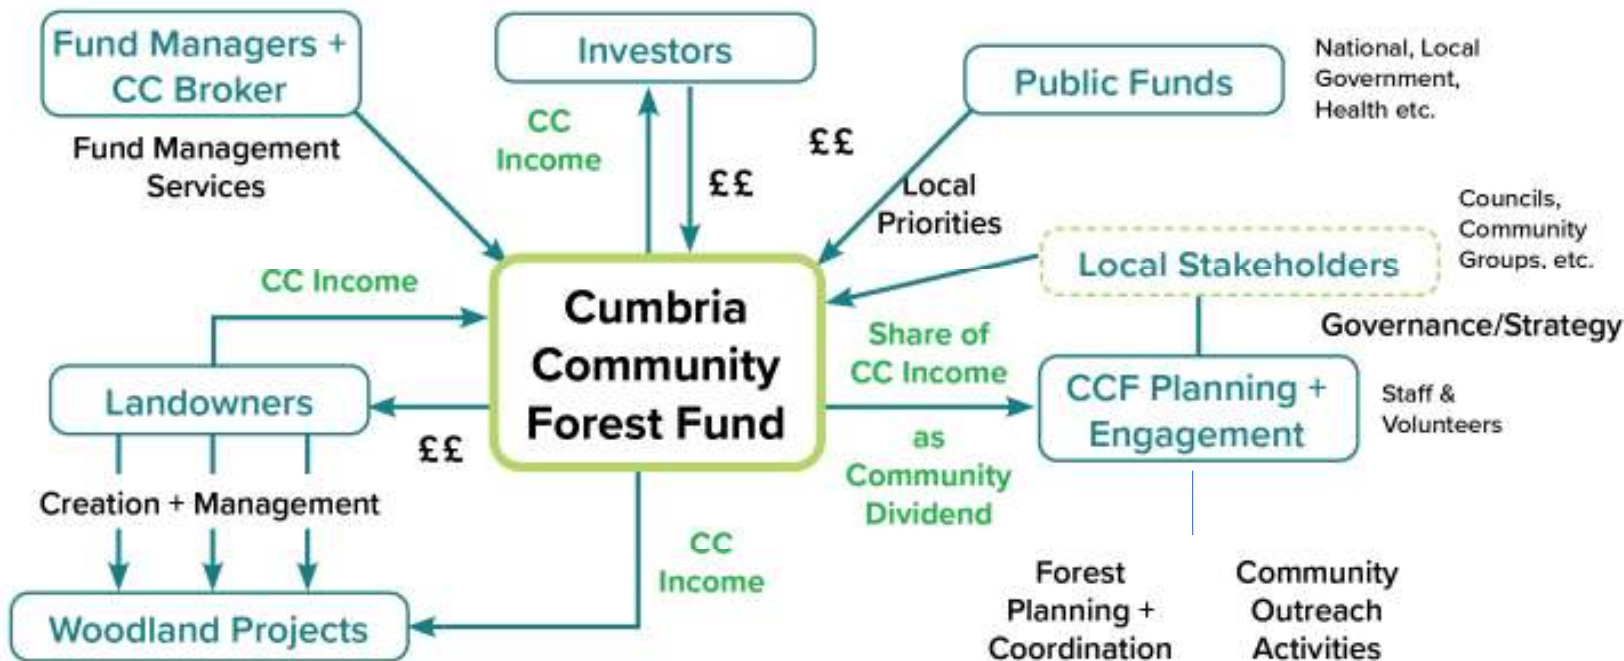 Fund Managers +
CC Broker
Fund Management
Services
Investors
CC
Income
££
Public Funds
National, Local
Government,
Health etc.
££
Local
Priorities
Local Stakeholders
Councils,
Community
Groups, etc.
Governance/Strategy
CC Income
Cumbria
Community
Forest Fund
Landowners
££
Share of
CC Income
as
Community
Dividend
CCF Planning +
Engagement
Staff &
Volunteers
Creation + Management
Woodland Projects
CC
Income
Forest
Planning +
Coordination
Community
Outreach
Activities